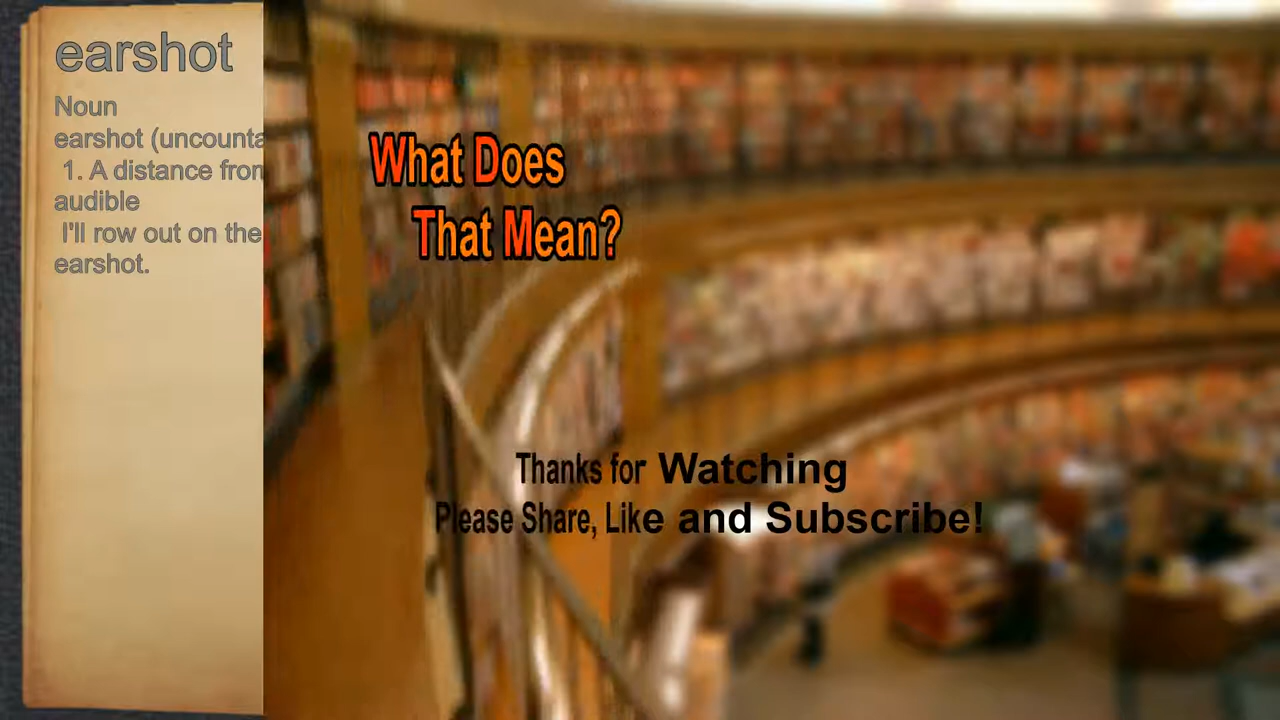 earshot
Noun
earshot (uncounta
1. A distance from
audible
I'll row out on the
earshot.
What Does
That Mean?
Thanks for Watching
Please Share, Like and Subscribe!